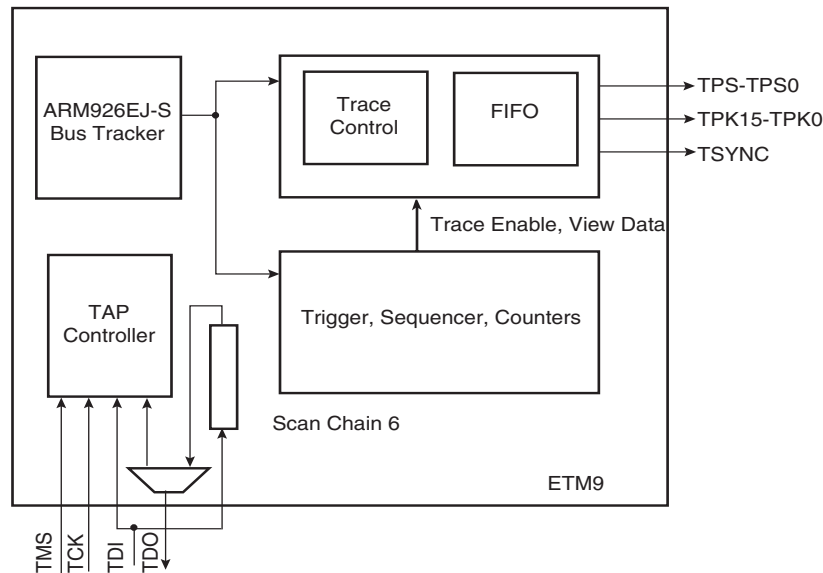 ARM926EJ-S
Bus Tracker
Trace
Control
FIFO
TPS-TPS0
TPK15-TPK0
TSYNC
Trace Enable, View Data
TAP
Controller
Trigger, Sequencer, Counters
Scan Chain 6
ETM9
TMS
TCK
TDI
TDO